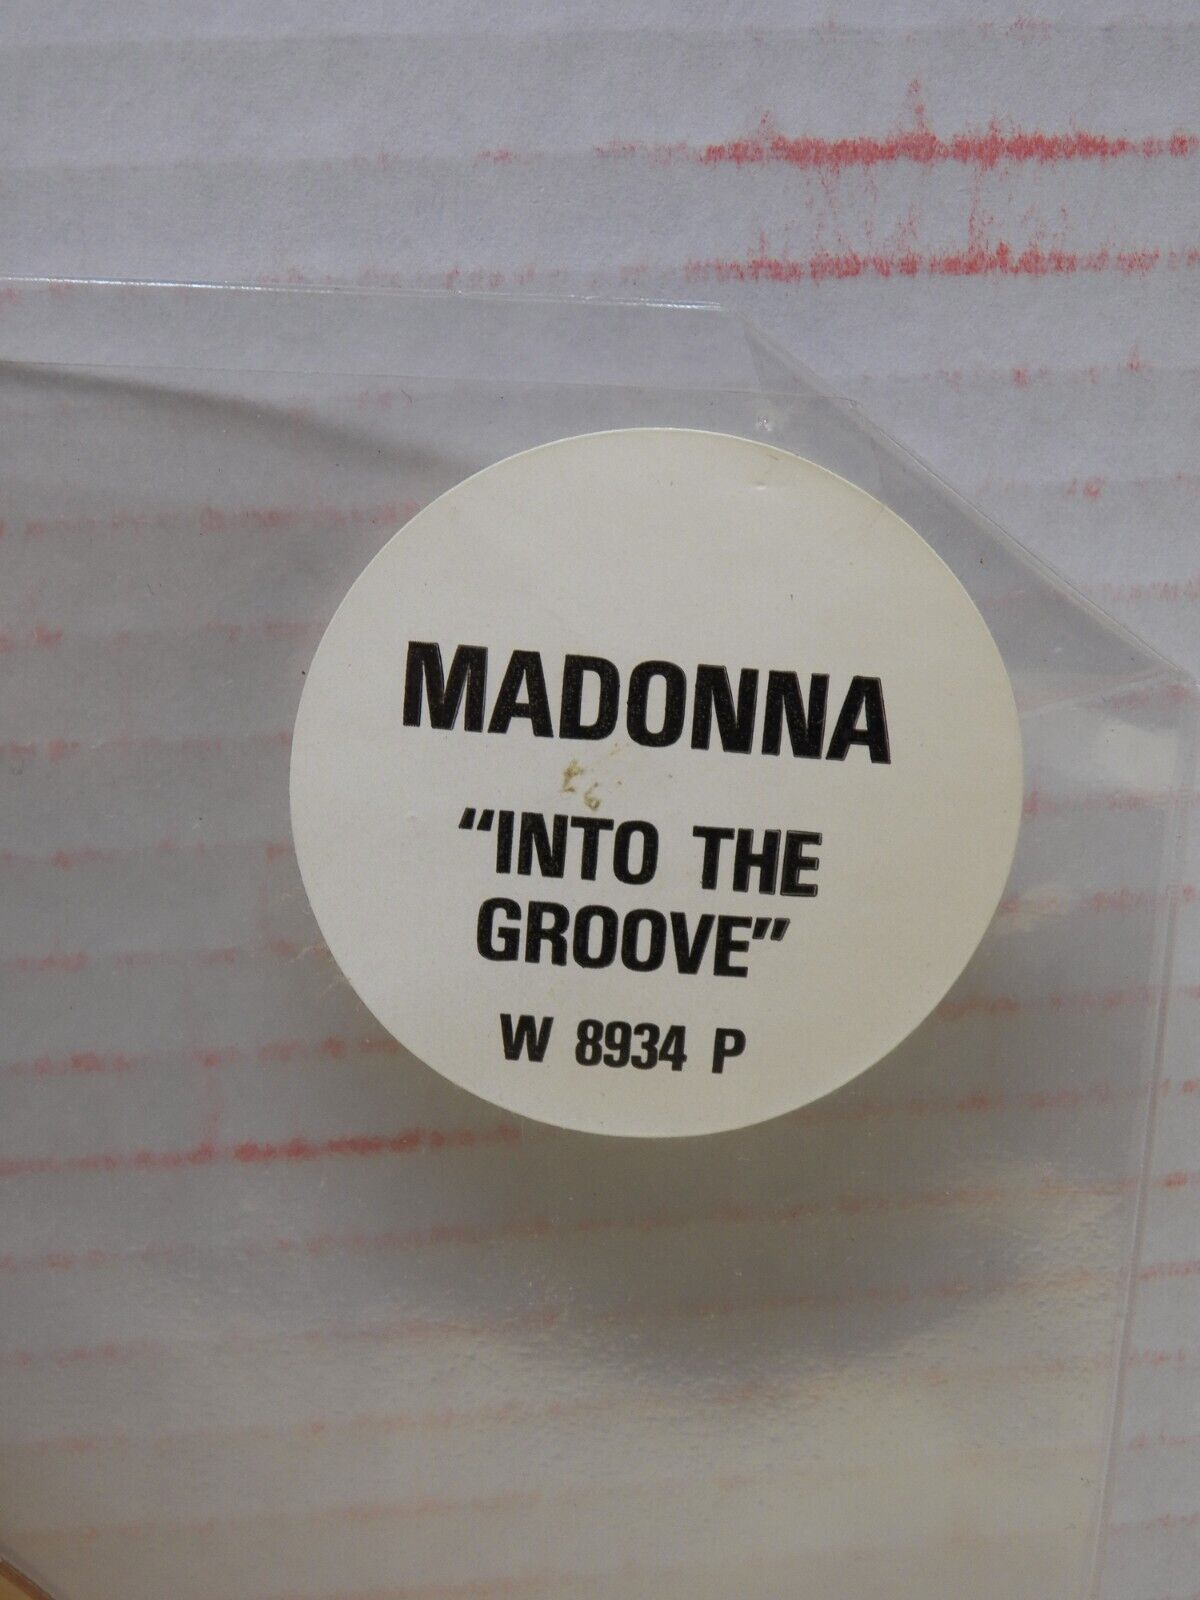 MADONNA
“INTO THE
GROOVE”
W 8934 P